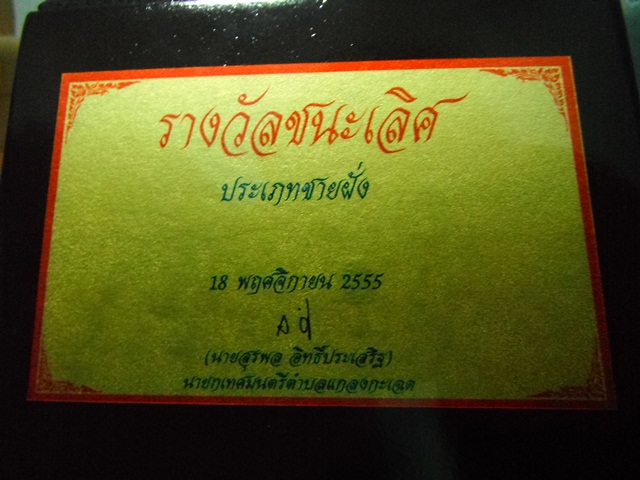 รางวัลชนะเลิศ
ประเภทชายฝั่ง
18 พฤศจิกายน 2555
(นายสุรพล อิทธิ์ประเสริฐ)
นายกเทศมนตรีตำบลแกลงกะเฉด